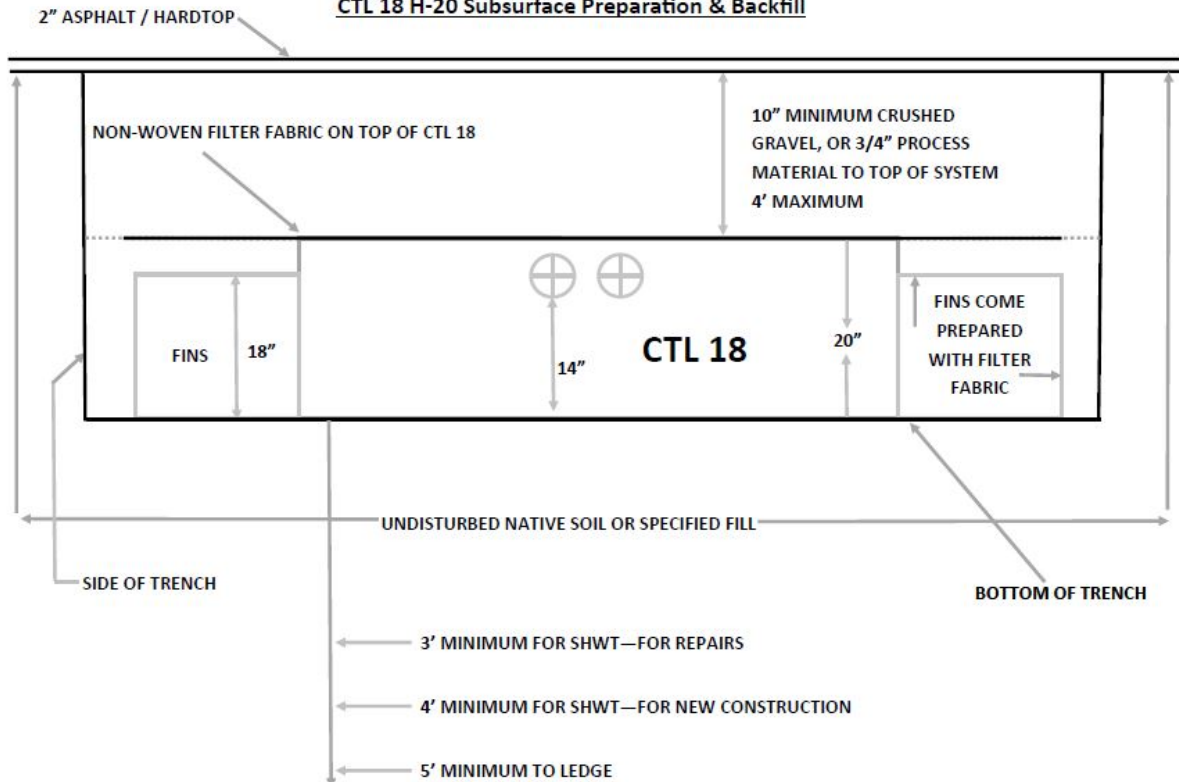 CTL 18 H-20 Subsurface Preparation & Backfill
2” ASPHALT / HARDTOP
NON-WOVEN FILTER FABRIC ON TOP OF CTL 18
10” MINIMUM CRUSHED
GRAVEL, OR 3/4” PROCESS
MATERIAL TO TOP OF SYSTEM
4’ MAXIMUM
FINS
18”
14”
CTL 18
20”
FINS COME
PREPARED
WITH FILTER
FABRIC
UNDISTURBED NATIVE SOIL OR SPECIFIED FILL
SIDE OF TRENCH
BOTTOM OF TRENCH
3’ MINIMUM FOR SHWT—FOR REPAIRS
4’ MINIMUM FOR SHWT—FOR NEW CONSTRUCTION
5’ MINIMUM TO LEDGE